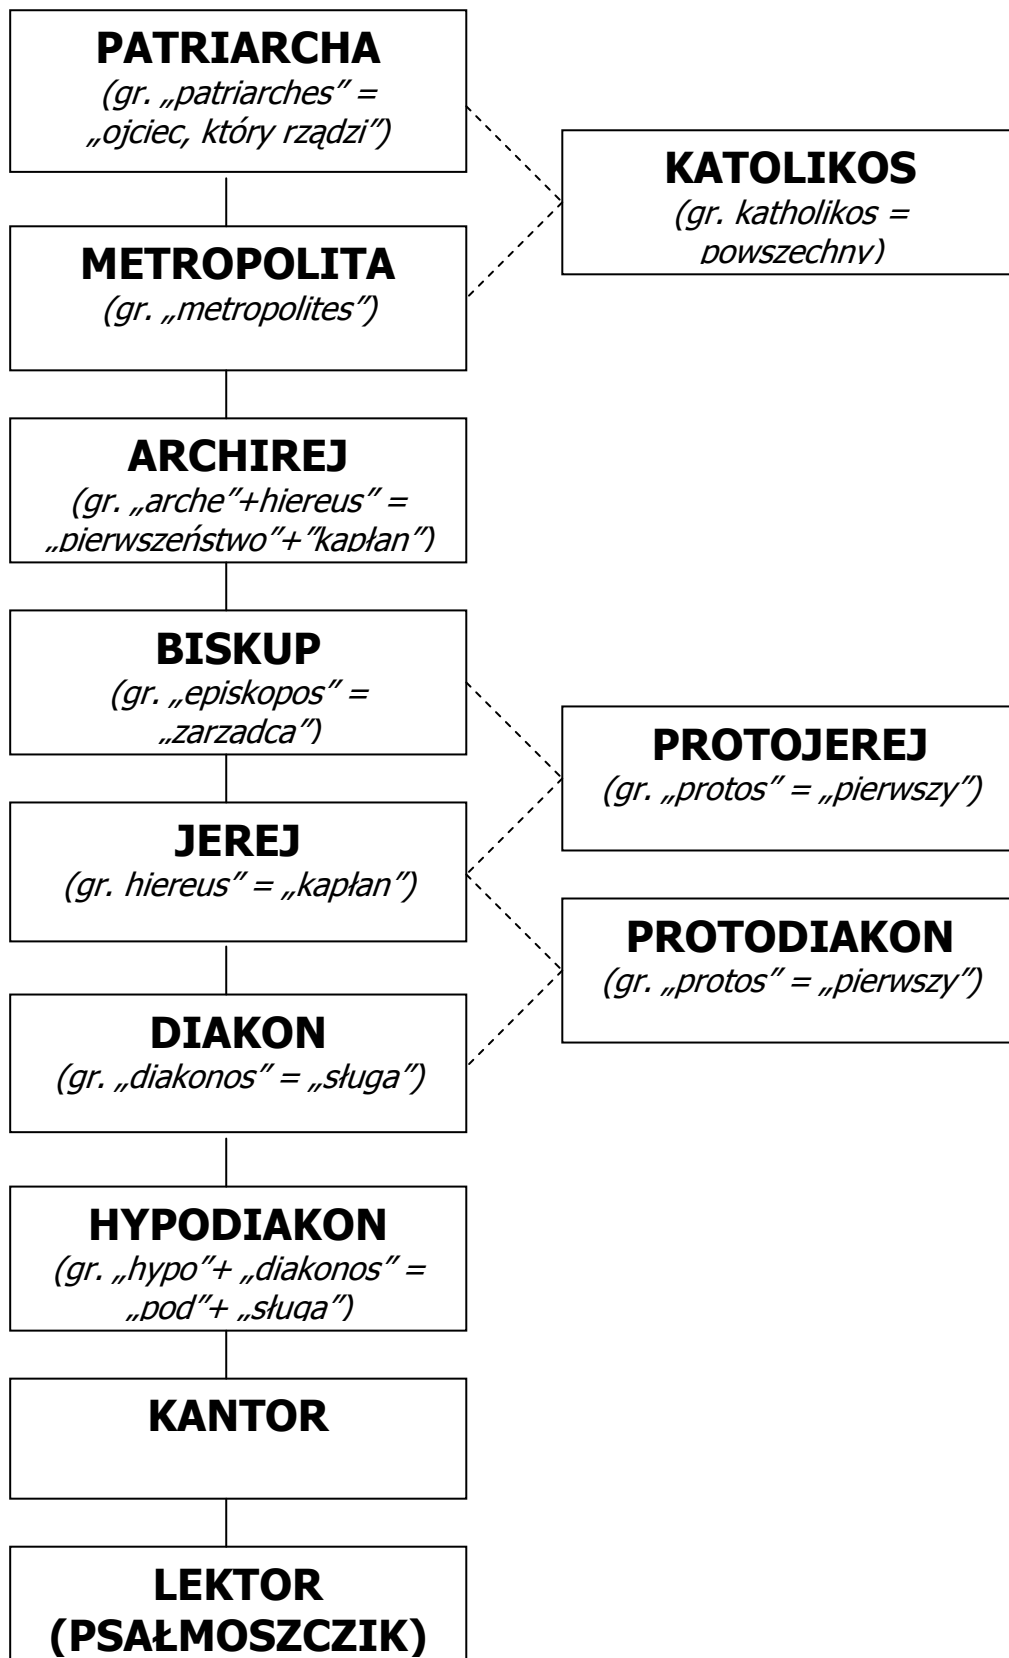 PATRIARCHA
(gr. „patriarches” =
„ojciec, który rządzi”)
KATOLIKOS
(gr. katholikos =
powszechny)
METROPOLITA
(gr. „metropolites”)
ARCHIREJ
(gr. „arche”+hiereus” =
„pierwszeństwo”+”kapłan”)
BISKUP
(gr. „episkopos” =
„zarządca”)
PROTOJEREJ
(gr. „protos” = „pierwszy”)
JEREJ
(gr. hiereus” = „kapłan”)
PROTODIAKON
(gr. „protos” = „pierwszy”)
DIAKON
(gr. „diakonos” = „sługa”)
HYPODIAKON
(gr. „hypo”+ „diakonos” =
„pod”+ „sługa”)
KANTOR
LEKTOR
(PSAŁMOSZCZIK)